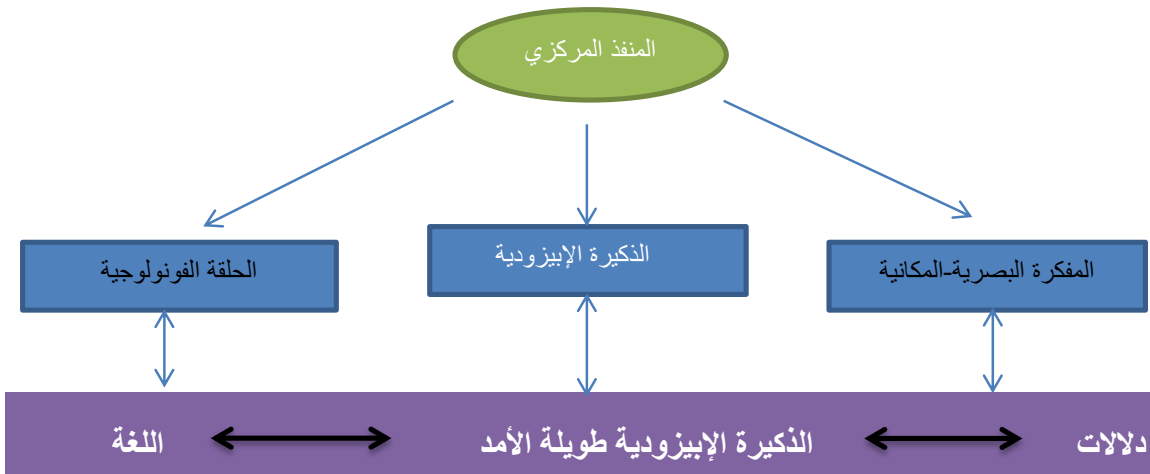 المنفذ المركزي
المفكرة البصرية-المكانية
الذكيرة الإبيزودية
الحلقة الفونولوجية
دلالات
الذكيرة الإبيزودية طويلة الأمد
اللغة